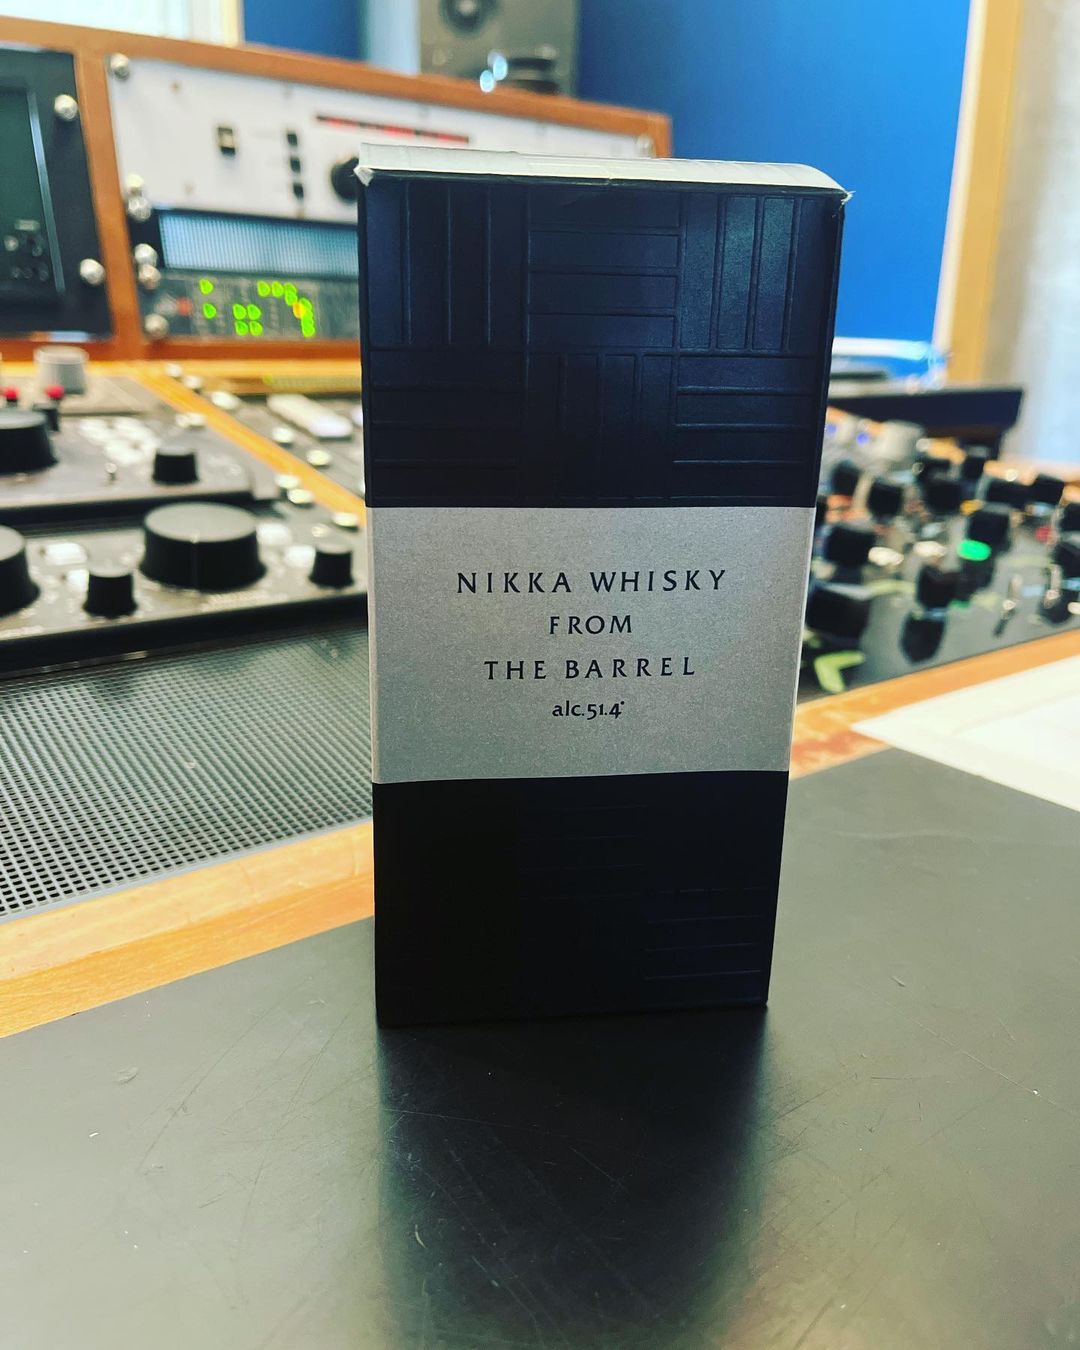 NIKKA WHISKY
FROM
THE BARREL
alc.51.4°